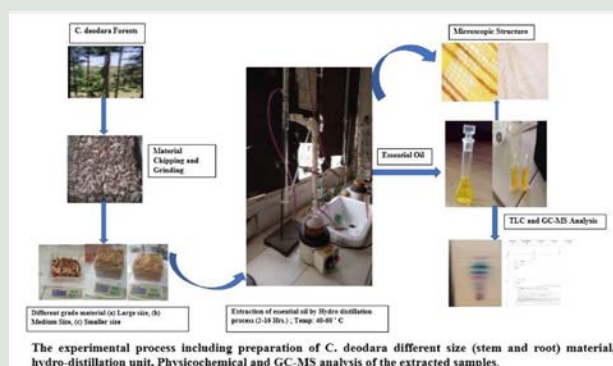 C. deodara Forests
Material
Chipping and
Grinding
Different grade material (a) Large size, (b)
Medium Size, (c) Smaller size
Extraction of essential oil by Hydro distillation
process (2-16 Hrs.) ; Temp: 40-60 ° C
Microscopic Structure
Essential Oil
TLC and GC-MS Analysis
The experimental process including preparation of C. deodara different size (stem and root) material,
hydro-distillation unit, Physicochemical and GC-MS analysis of the extracted samples.